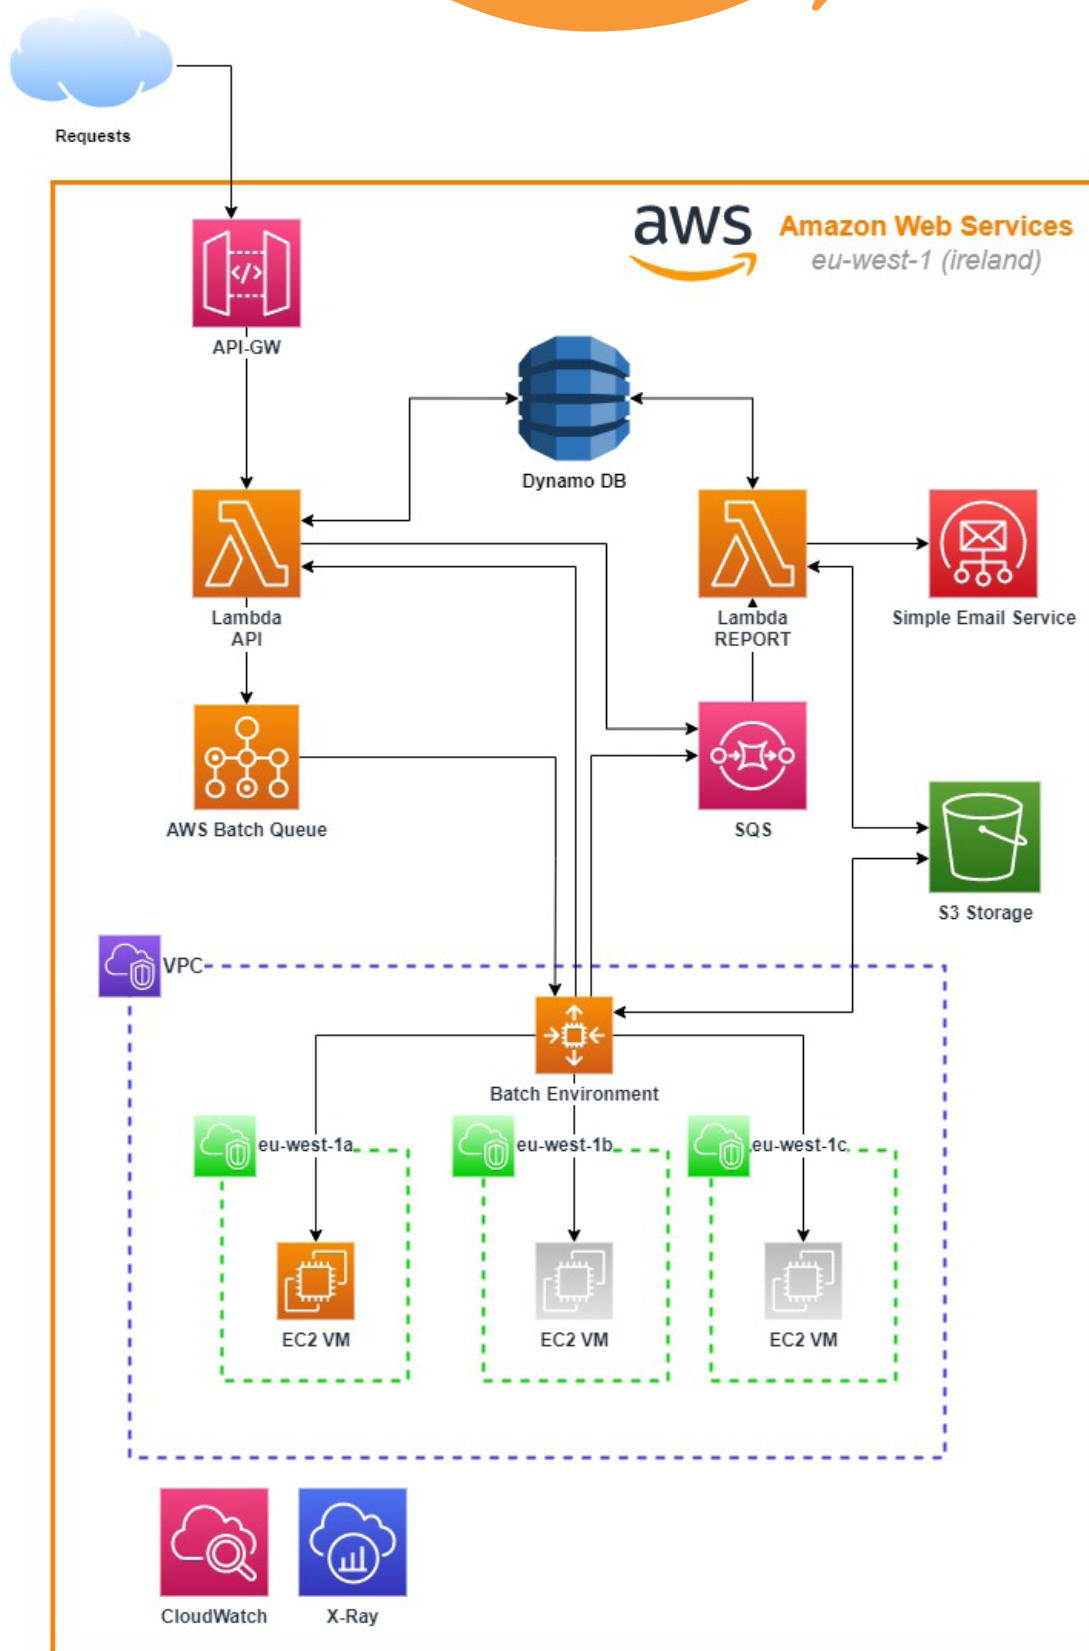 Requests
aws
Amazon Web Services
eu-west-1 (ireland)
</>
API-GW
Dynamo DB
Lambda
API
Lambda
REPORT
Simple Email Service
AWS Batch Queue
SQS
S3 Storage
VPC
Batch Environment
eu-west-1a
eu-west-1b
eu-west-1c
EC2 VM
EC2 VM
EC2 VM
CloudWatch
X-Ray